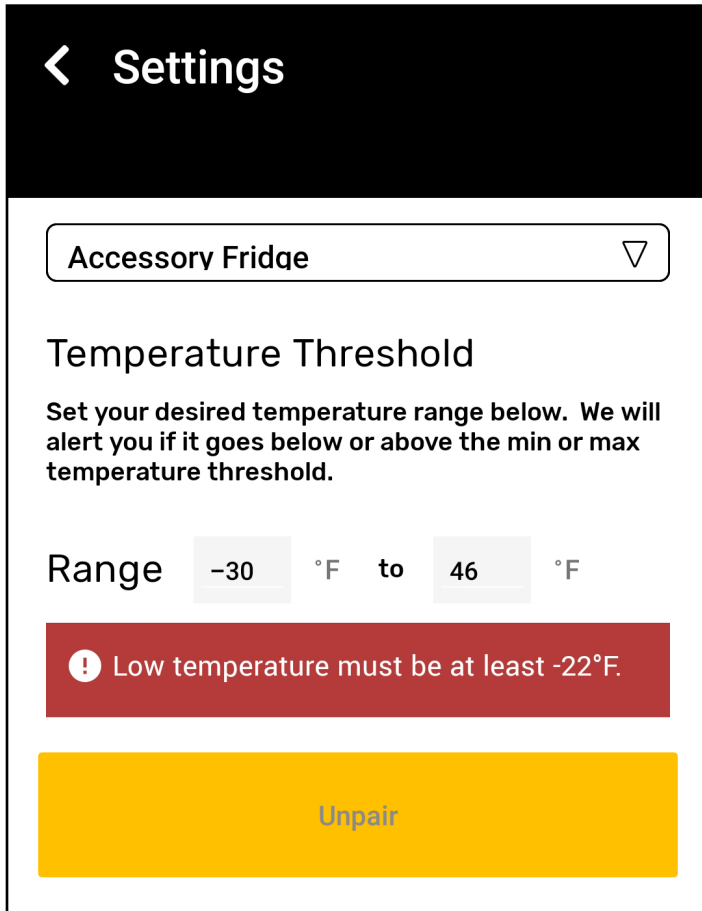 Settings
Accessory Fridge
Temperature Threshold
Set your desired temperature range below.  We will
alert you if it goes below or above the min or max
temperature threshold.
Range −30 °F to 46 °F
! Low temperature must be at least -22°F.
Unpair